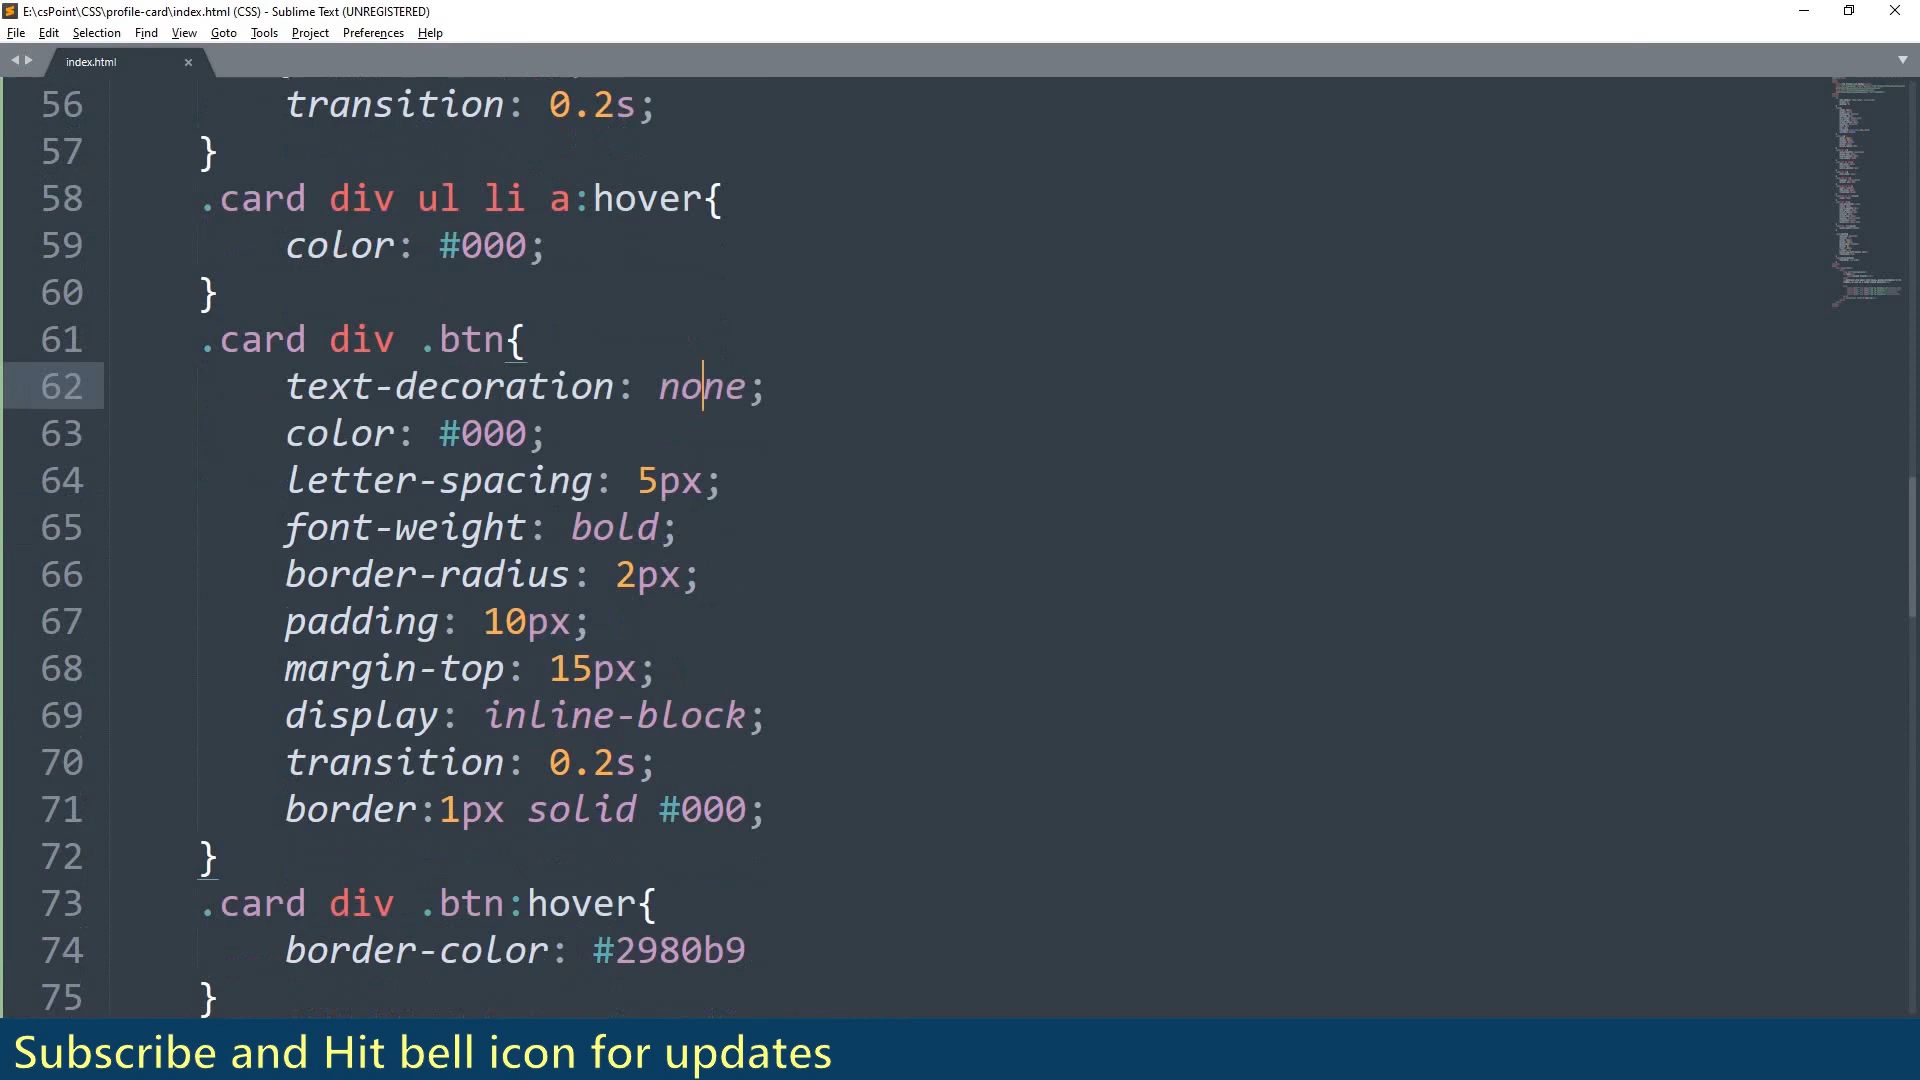 E:\csPoint\CSS\profile-card\index.html (CSS) - Sublime Text (UNREGISTERED)
File Edit Selection Find View Goto Tools Project Preferences Help
index.html
56 transition: 0.2s;
57 }
58 .card div ul li a:hover{
59 color: #000;
60 }
61 .card div .btn{
62 text-decoration: none;
63 color: #000;
64 letter-spacing: 5px;
65 font-weight: bold;
66 border-radius: 2px;
67 padding: 10px;
68 margin-top: 15px;
69 display: inline-block;
70 transition: 0.2s;
71 border:1px solid #000;
72 }
73 .card div .btn:hover{
74 border-color: #2980b9
75 }
Subscribe and Hit bell icon for updates